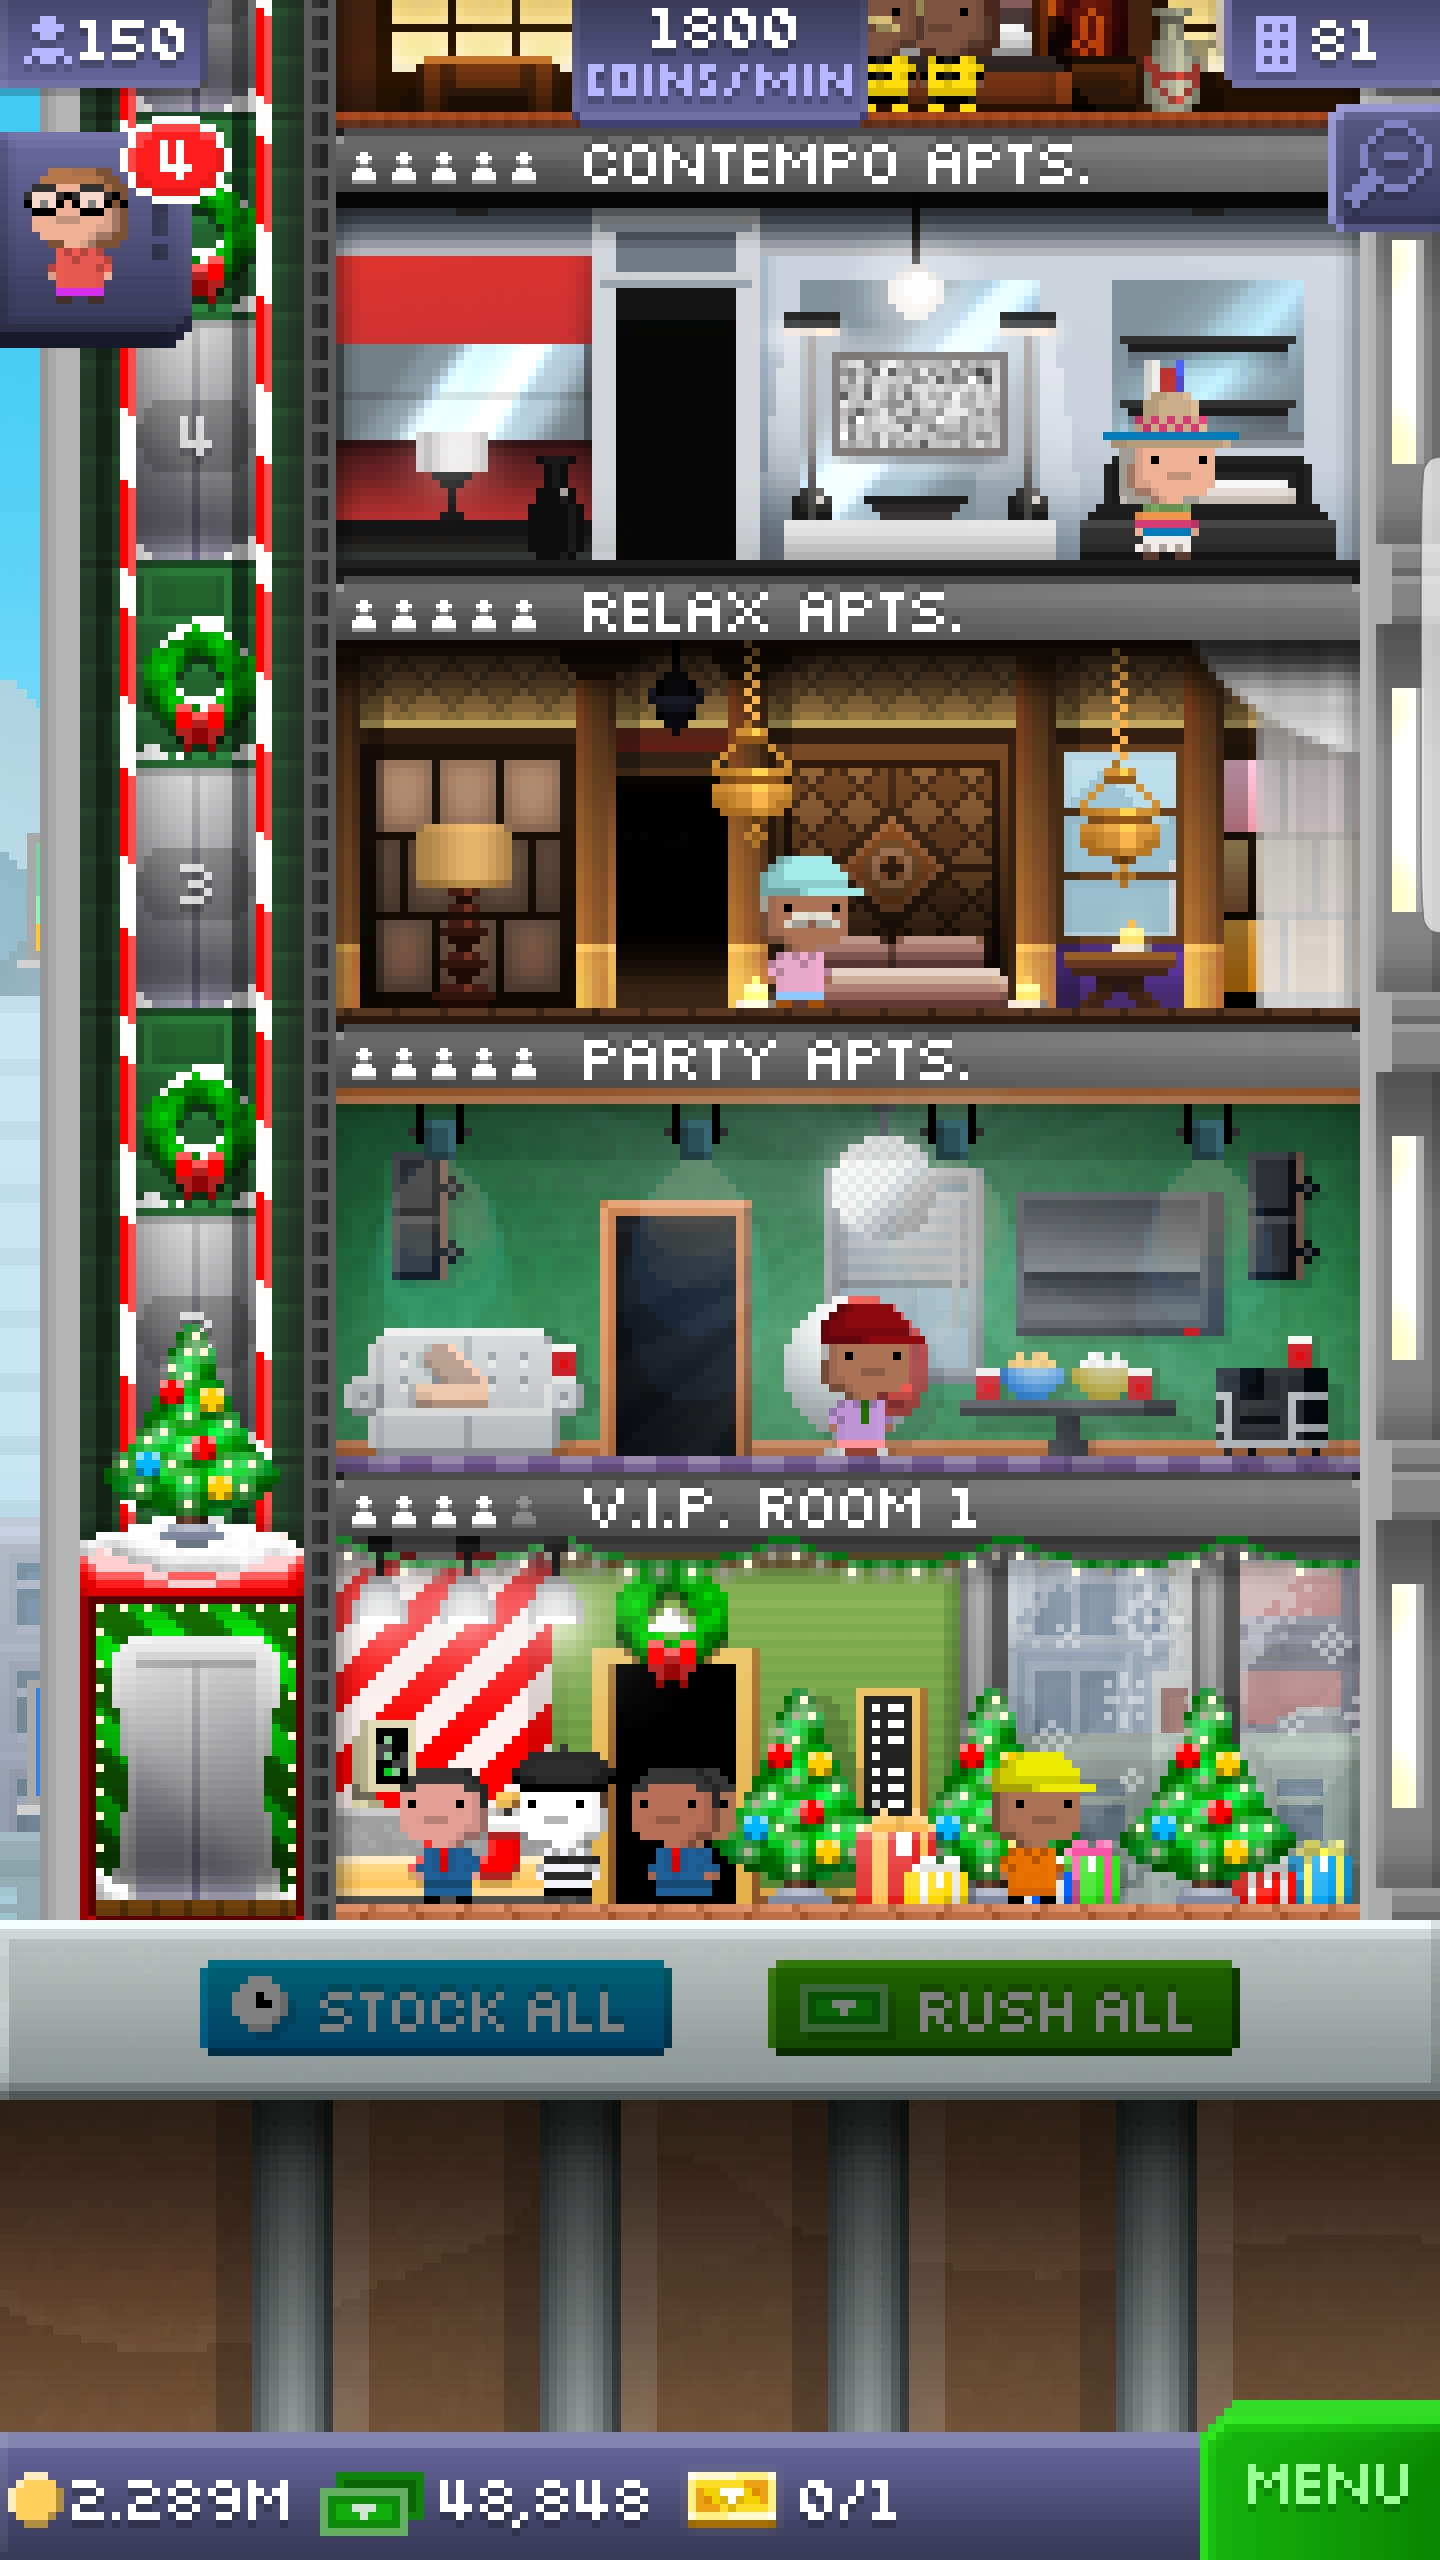 150
1800
COINS/MIN
81
4
CONTEMPO APTS.
4
RELAX APTS.
3
PARTY APTS.
V.I.P. ROOM 1
STOCK ALL
RUSH ALL
2.289M
48,848
0/1
MENU